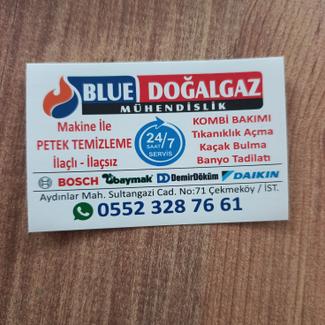 BLUE DOĞALGAZ
MÜHENDİSLİK
Makine İle
PETEK TEMİZLEME
İlaçlı - İlaçsız
24/7
SAAT
SERVİS
KOMBİ BAKIMI
Tıkanıklık Açma
Kaçak Bulma
Banyo Tadilatı
BOSCH baymak DemirDöküm DAIKIN
Aydınlar Mah. Sultangazi Cad. No:71 Çekmeköy / İST.
0552 328 76 61